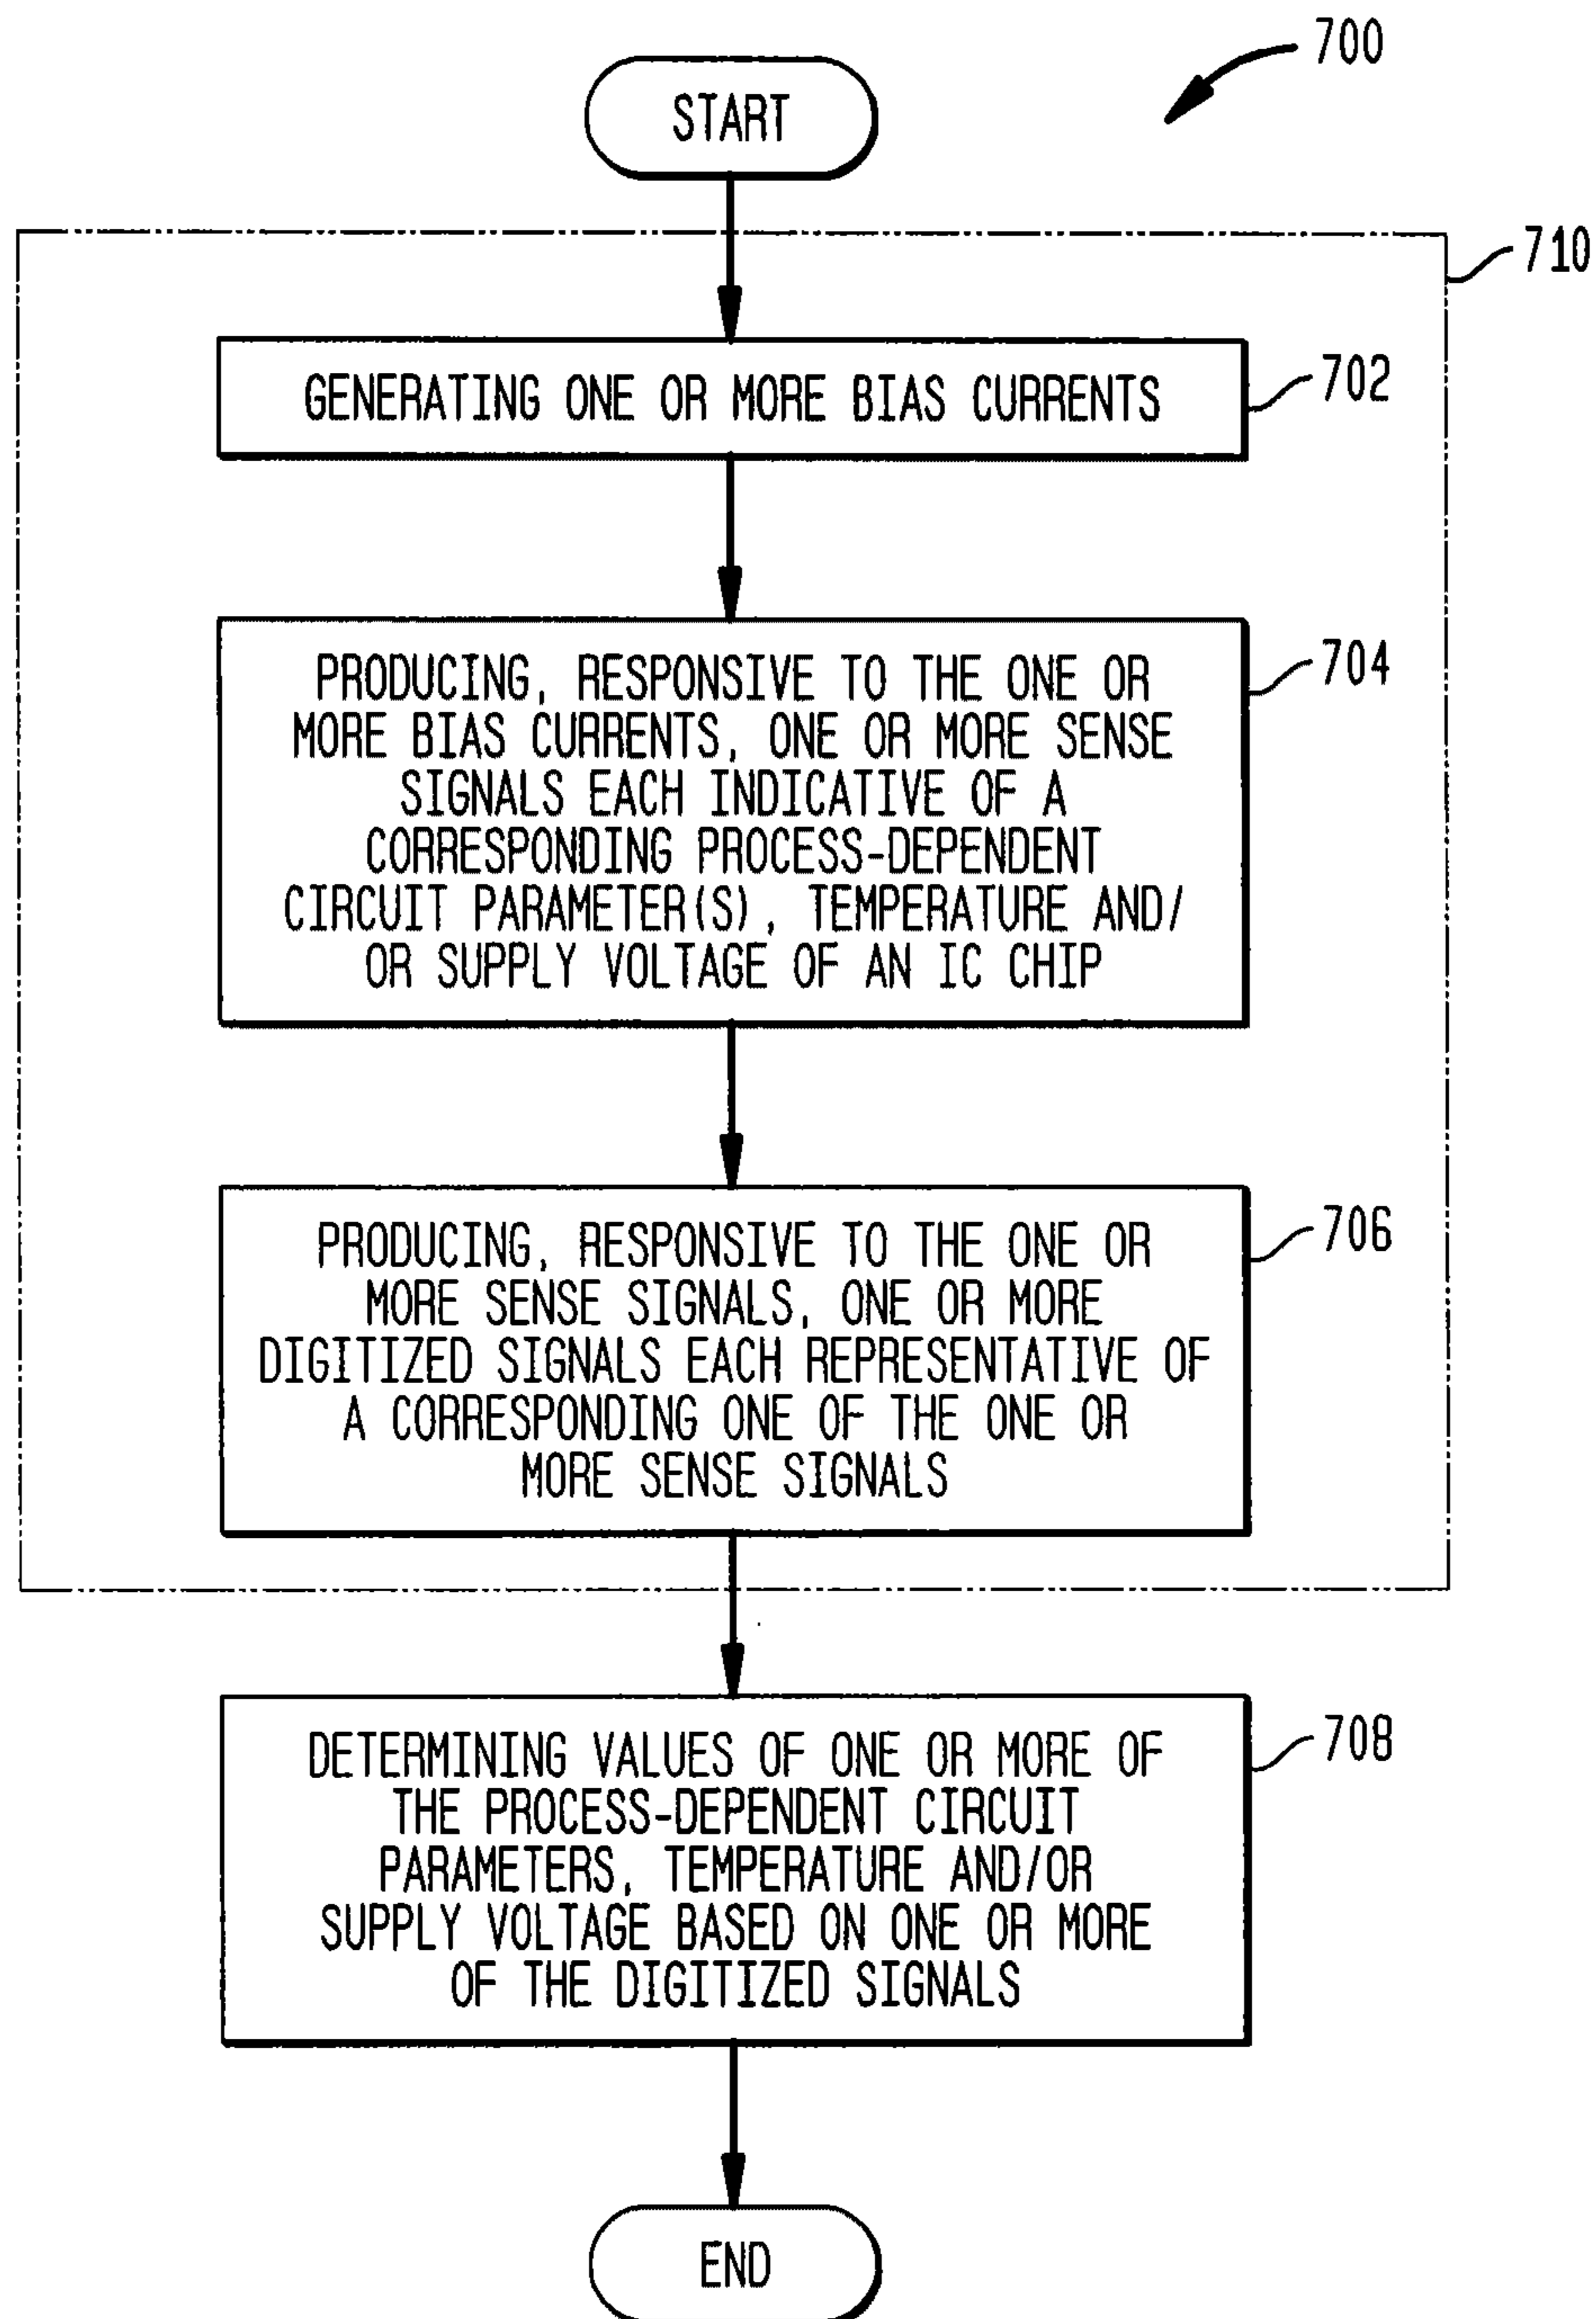 700
START
710
GENERATING ONE OR MORE BIAS CURRENTS
702
PRODUCING, RESPONSIVE TO THE ONE OR
MORE BIAS CURRENTS, ONE OR MORE SENSE
SIGNALS EACH INDICATIVE OF A
CORRESPONDING PROCESS-DEPENDENT
CIRCUIT PARAMETER(S), TEMPERATURE AND/
OR SUPPLY VOLTAGE OF AN IC CHIP
704
PRODUCING, RESPONSIVE TO THE ONE OR
MORE SENSE SIGNALS, ONE OR MORE
DIGITIZED SIGNALS EACH REPRESENTATIVE OF
A CORRESPONDING ONE OF THE ONE OR
MORE SENSE SIGNALS
706
DETERMINING VALUES OF ONE OR MORE OF
THE PROCESS-DEPENDENT CIRCUIT
PARAMETERS, TEMPERATURE AND/OR
SUPPLY VOLTAGE BASED ON ONE OR MORE
OF THE DIGITIZED SIGNALS
708
END